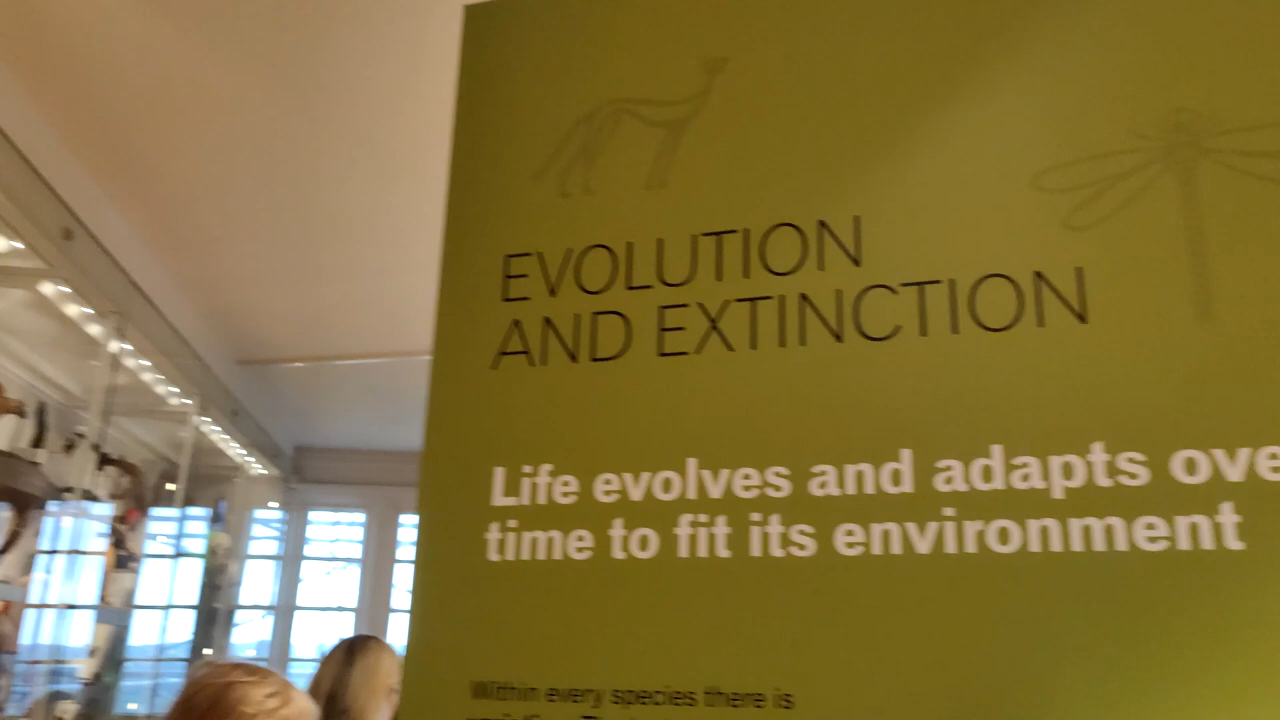 EVOLUTION
AND EXTINCTION
Life evolves and adapts ove
time to fit its environment
Within every species there is